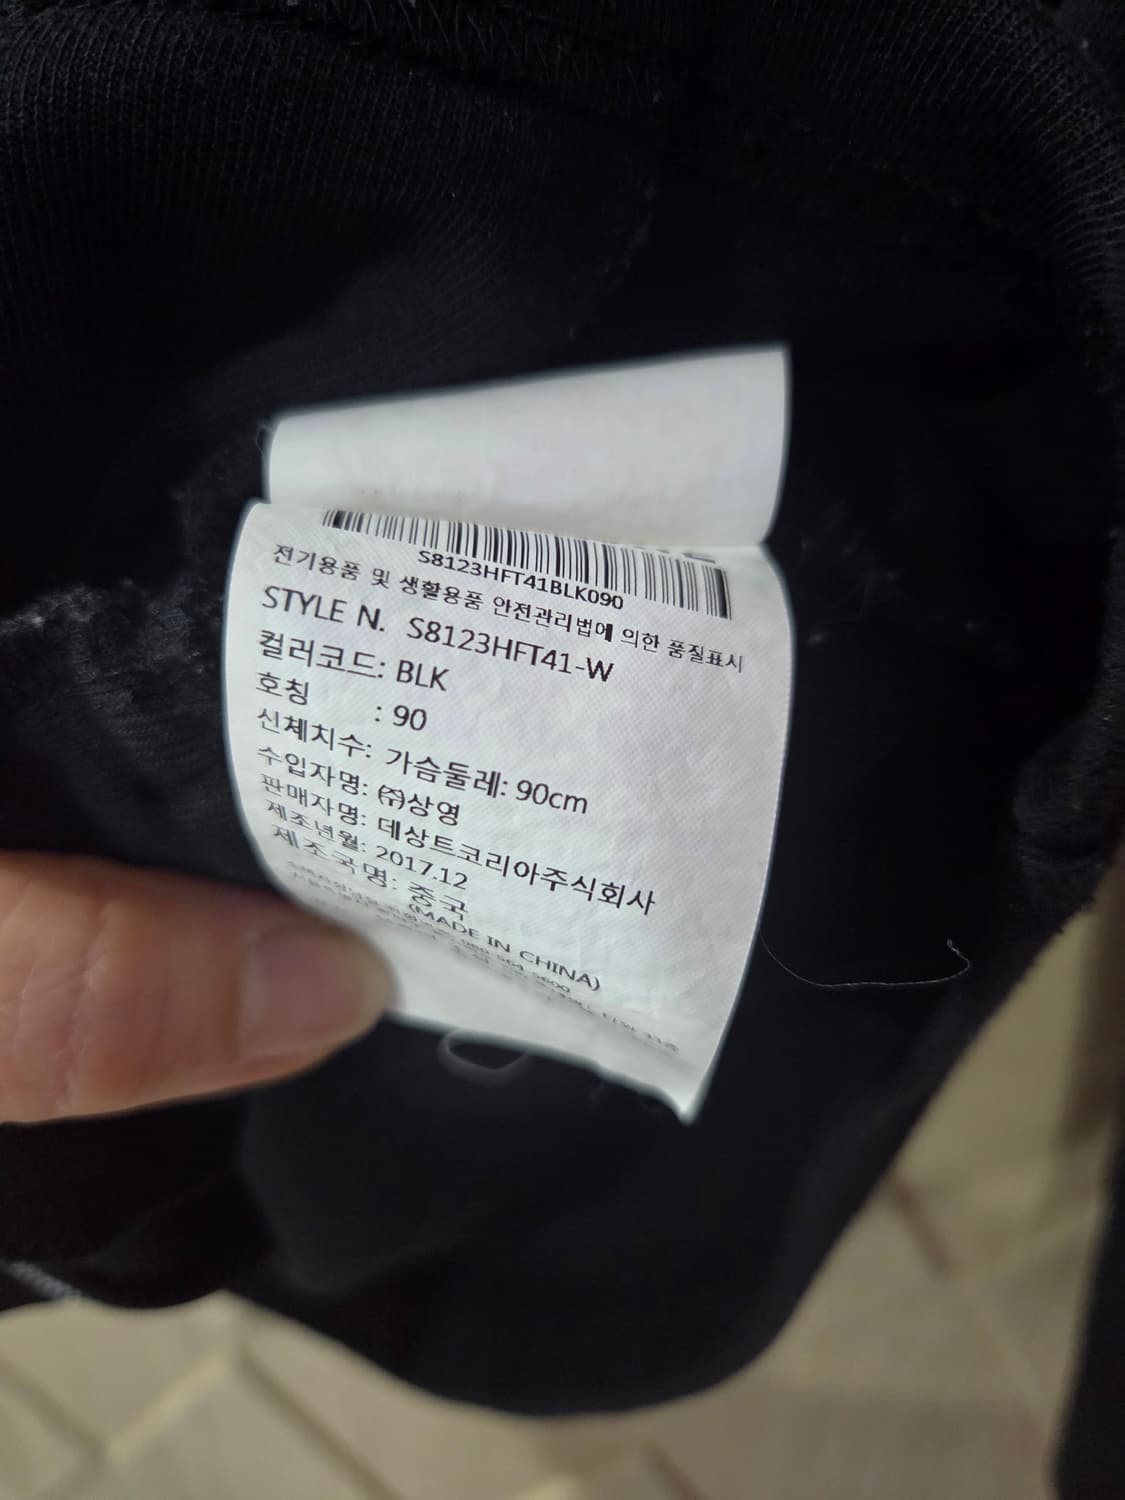 S8123HFT41BLK090
전기용품 및 생활용품 안전관리법에 의한 품질표시
STYLE N. S8123HFT41-W
컬러코드: BLK
호칭 : 90
신체치수: 가슴둘레: 90cm
수입자명: ㈜상영
판매자명: 데상트코리아주식회사
제조년월: 2017.12
제조국명: 중국
(MADE IN CHINA)